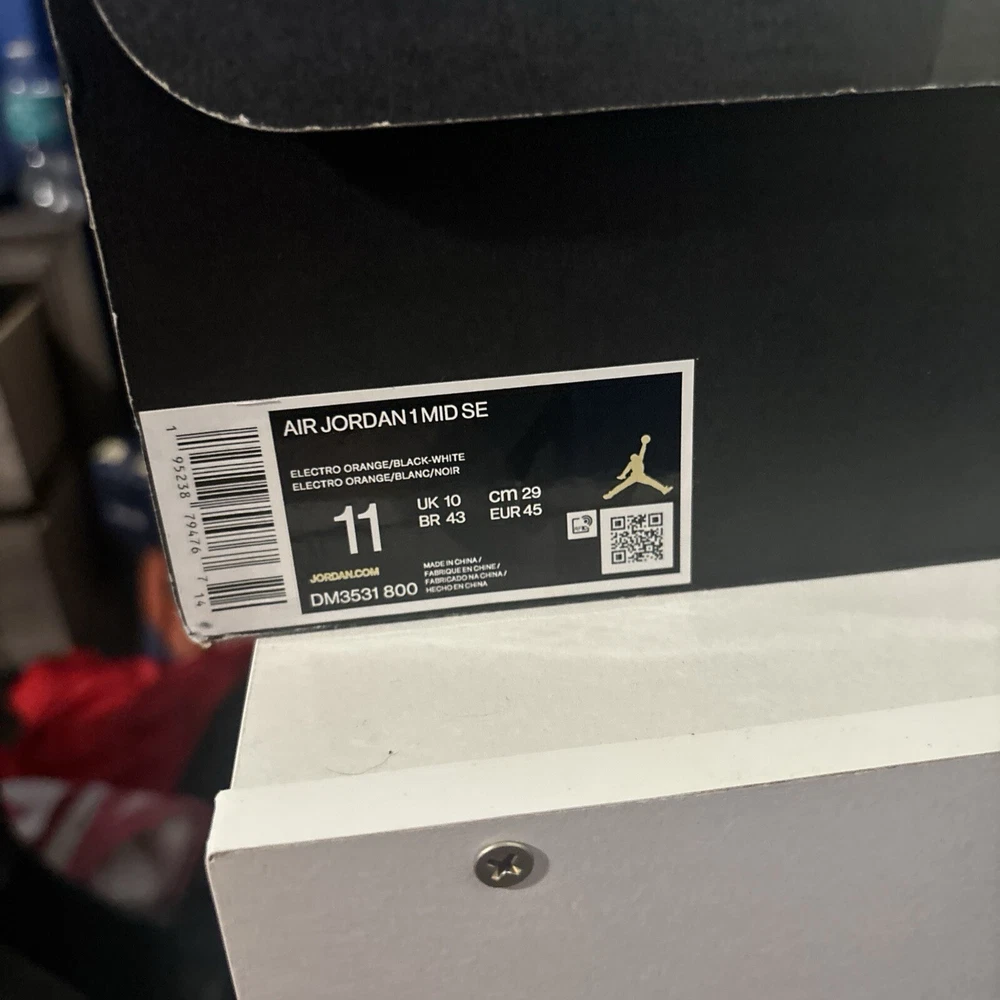 AIR JORDAN 1 MID SE
ELECTRO ORANGE/BLACK-WHITE
ELECTRO ORANGE/BLANC/NOIR
11
UK 10
BR 43
cm 29
EUR 45
JORDAN.COM
DM3531 800
MADE IN CHINA /
FABRIQUE EN CHINE /
FABRICADO NA CHINA /
HECHO EN CHINA
1 95238 79476 7 14